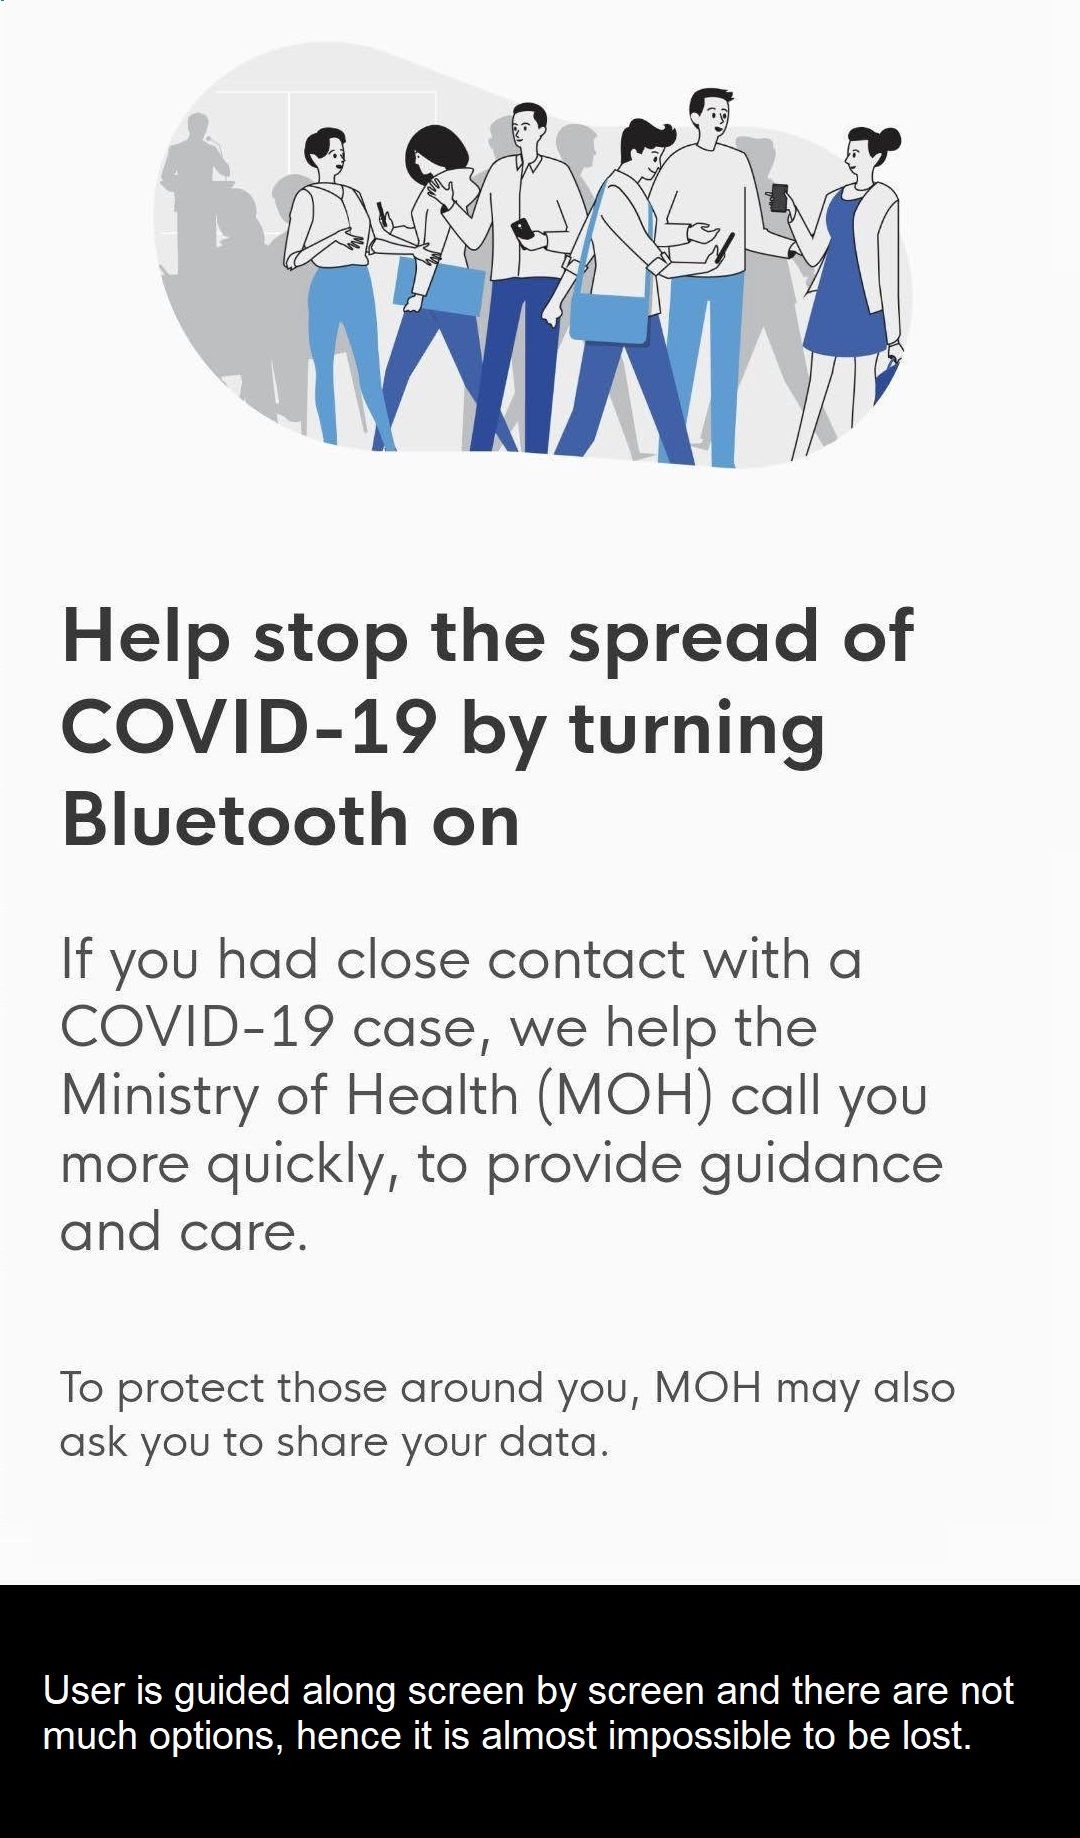 Help stop the spread of
COVID-19 by turning
Bluetooth on
If you had close contact with a
COVID-19 case, we help the
Ministry of Health (MOH) call you
more quickly, to provide guidance
and care.
To protect those around you, MOH may also
ask you to share your data.
User is guided along screen by screen and there are not
much options, hence it is almost impossible to be lost.